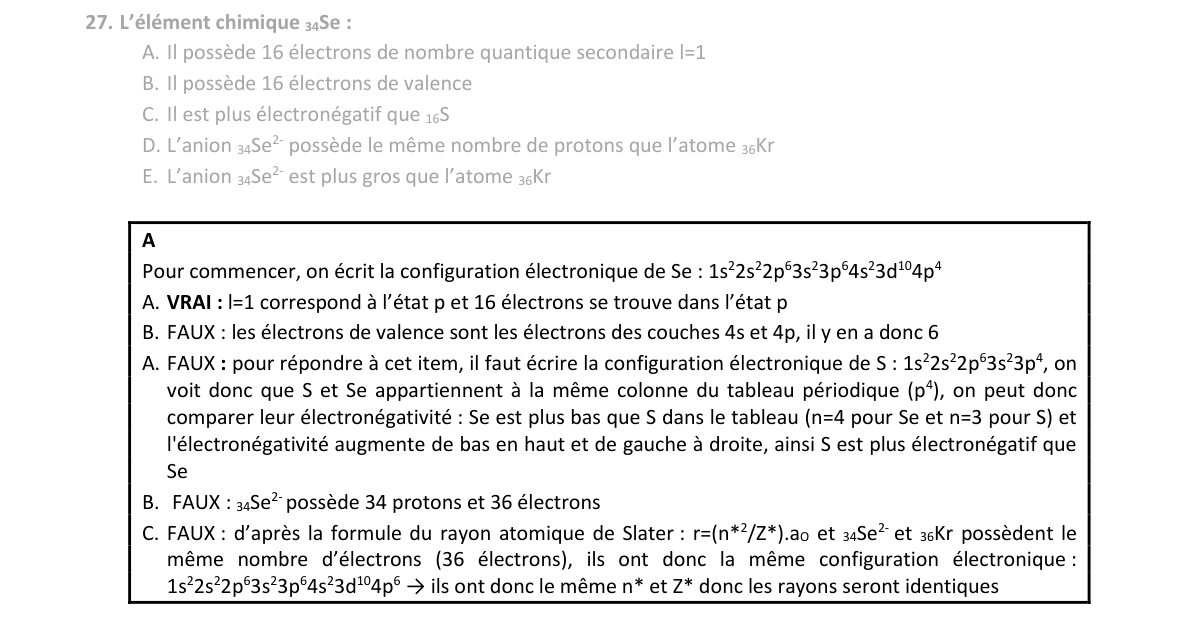 27. L’élément chimique ₃₄Se :
A. Il possède 16 électrons de nombre quantique secondaire l=1
B. Il possède 16 électrons de valence
C. Il est plus électronégatif que ₁₆S
D. L’anion ₃₄Se²⁻ possède le même nombre de protons que l’atome ₃₆Kr
E. L’anion ₃₄Se²⁻ est plus gros que l’atome ₃₆Kr
A
Pour commencer, on écrit la configuration électronique de Se : 1s²2s²2p⁶3s²3p⁶4s²3d¹⁰4p⁴
A. VRAI : l=1 correspond à l’état p et 16 électrons se trouve dans l’état p
B. FAUX : les électrons de valence sont les électrons des couches 4s et 4p, il y en a donc 6
A. FAUX : pour répondre à cet item, il faut écrire la configuration électronique de S : 1s²2s²2p⁶3s²3p⁴, on
voit donc que S et Se appartiennent à la même colonne du tableau périodique (p⁴), on peut donc
comparer leur électronégativité : Se est plus bas que S dans le tableau (n=4 pour Se et n=3 pour S) et
l'électronégativité augmente de bas en haut et de gauche à droite, ainsi S est plus électronégatif que
Se
B. FAUX : ₃₄Se²⁻ possède 34 protons et 36 électrons
C. FAUX : d’après la formule du rayon atomique de Slater : r=(n*²/Z*).a₀ et ₃₄Se²⁻ et ₃₆Kr possèdent le
même nombre d’électrons (36 électrons), ils ont donc la même configuration électronique :
1s²2s²2p⁶3s²3p⁶4s²3d¹⁰4p⁶ → ils ont donc le même n* et Z* donc les rayons seront identiques